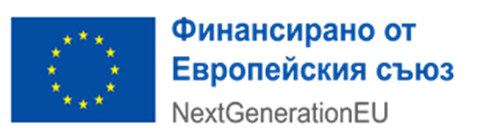 Финансирано от
Европейския съюз
NextGenerationEU